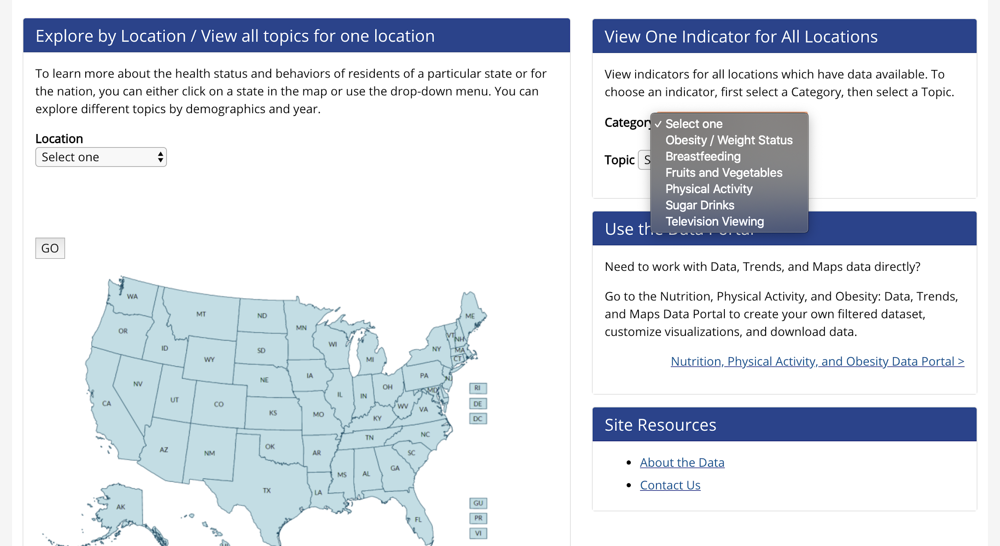 Explore by Location / View all topics for one location
To learn more about the health status and behaviors of residents of a particular state or for
the nation, you can either click on a state in the map or use the drop-down menu. You can
explore different topics by demographics and year.
Location
Select one
GO
WA
MT
ND
MN
ME
OR
ID
WY
SD
WI
MI
NY
VT
NH
MA
CT
NV
NE
IA
PA
NJ
CA
UT
CO
KS
MO
IL
IN
OH
MD
WV
VA
KY
RI
DE
DC
AZ
NM
OK
AR
TN
NC
SC
TX
LA
MS
AL
GA
AK
FL
GU
PR
VI
View One Indicator for All Locations
View indicators for all locations which have data available. To
choose an indicator, first select a Category, then select a Topic.
Category
✓ Select one
Obesity / Weight Status
Breastfeeding
Fruits and Vegetables
Physical Activity
Sugar Drinks
Television Viewing
Topic S
Use the Data Portal
Need to work with Data, Trends, and Maps data directly?
Go to the Nutrition, Physical Activity, and Obesity: Data, Trends,
and Maps Data Portal to create your own filtered dataset,
customize visualizations, and download data.
Nutrition, Physical Activity, and Obesity Data Portal >
Site Resources
• About the Data
• Contact Us